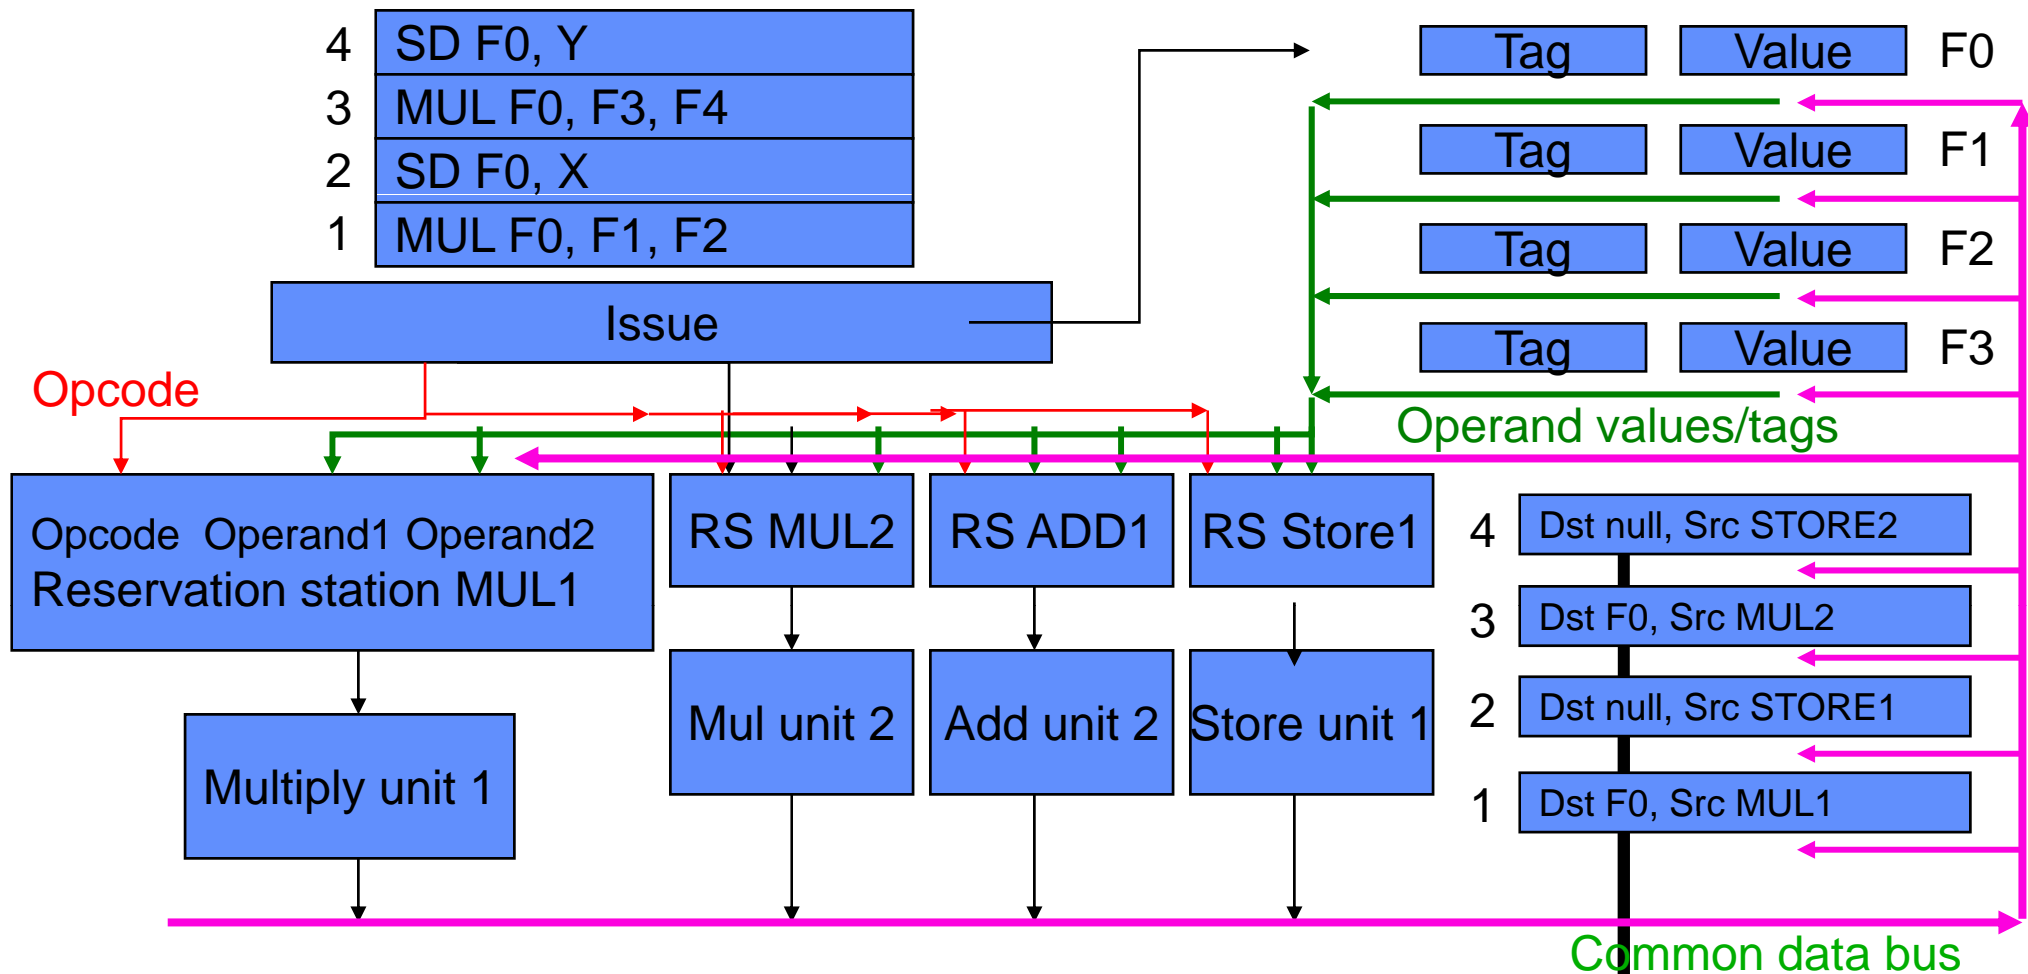 4 SD F0, Y
3 MUL F0, F3, F4
2 SD F0, X
1 MUL F0, F1, F2
Issue
Tag Value F0
Tag Value F1
Tag Value F2
Tag Value F3
Opcode
Operand values/tags
Opcode Operand1 Operand2
Reservation station MUL1
RS MUL2
RS ADD1
RS Store1
Multiply unit 1
Mul unit 2
Add unit 2
Store unit 1
4 Dst null, Src STORE2
3 Dst F0, Src MUL2
2 Dst null, Src STORE1
1 Dst F0, Src MUL1
Common data bus